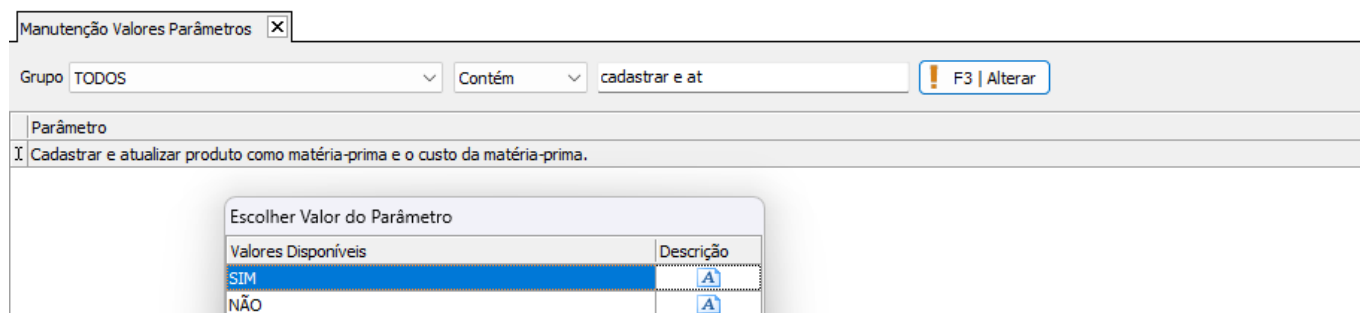 Manutenção Valores Parâmetros
Grupo TODOS Contém cadastrar e at F3 | Alterar
Parâmetro
Cadastrar e atualizar produto como matéria-prima e o custo da matéria-prima.
Escolher Valor do Parâmetro
Valores Disponíveis Descrição
SIM A
NÃO A